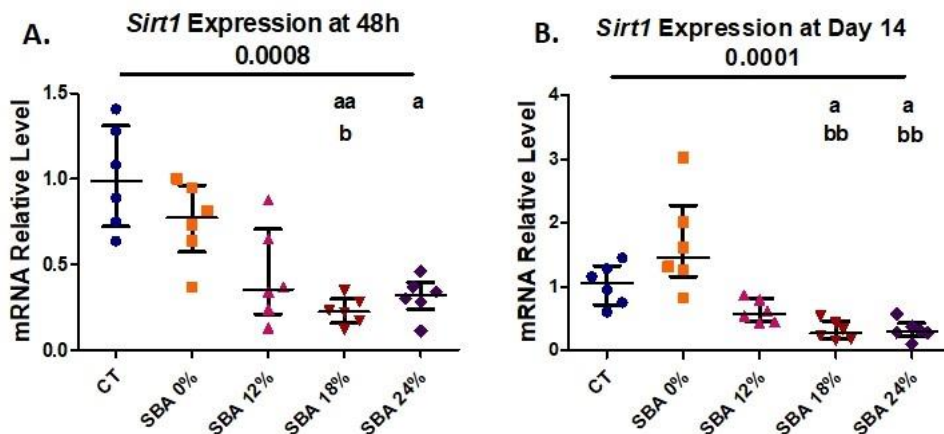 A.
Sirt1 Expression at 48h
0.0008
mRNA Relative Level
1.5
1.0
0.5
0.0
aa
a
b
CT
SBA 0%
SBA 12%
SBA 18%
SBA 24%
B.
Sirt1 Expression at Day 14
0.0001
mRNA Relative Level
4
3
2
1
0
a
a
bb
bb
CT
SBA 0%
SBA 12%
SBA 18%
SBA 24%